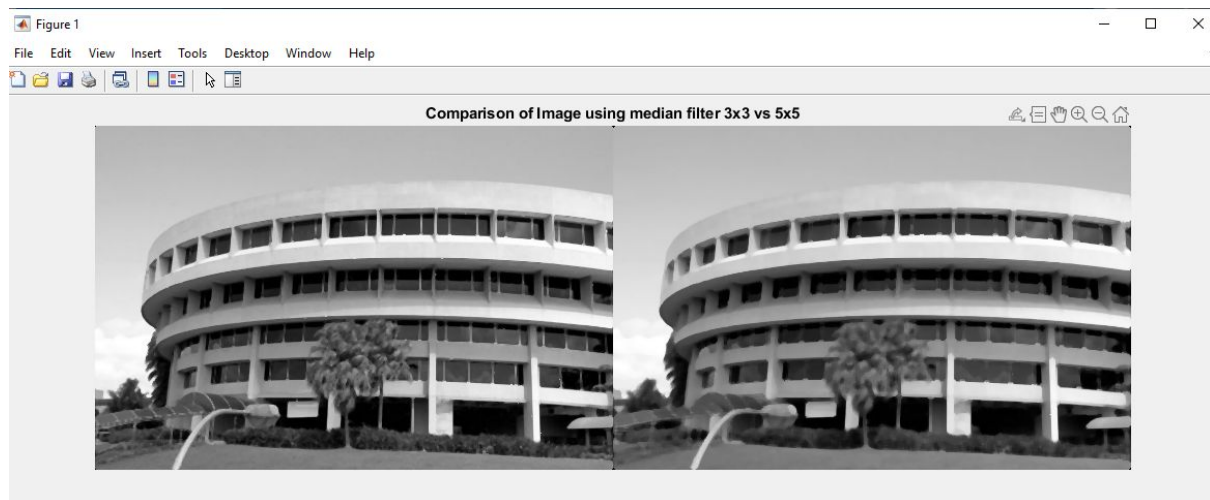 Figure 1
File Edit View Insert Tools Desktop Window Help
Comparison of Image using median filter 3x3 vs 5x5